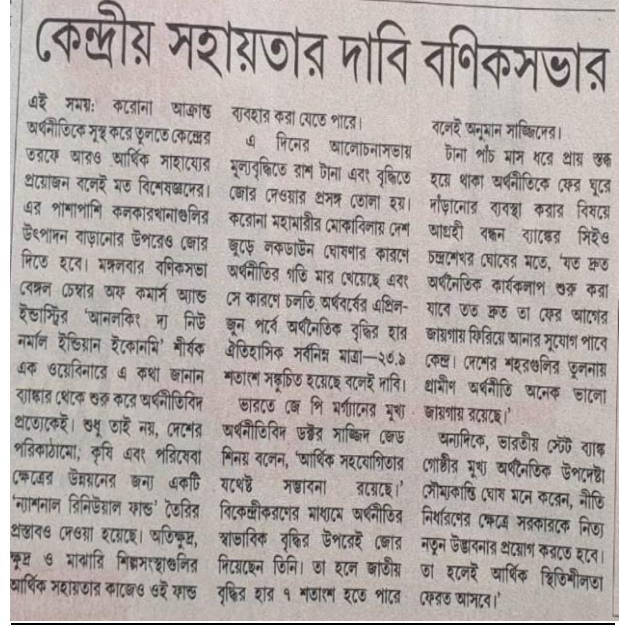 কেন্দ্রীয় সহায়তার দাবি বণিকসভার
এই সময়: করোনা আক্রান্ত
অর্থনীতিকে সুস্থ করে তুলতে কেন্দ্রের
তরফে আরও আর্থিক সাহায্যের
প্রয়োজন বলেই মত বিশেষজ্ঞদের।
এর পাশাপাশি কলকারখানাগুলির
উৎপাদন বাড়ানোর উপরেও জোর
দিতে হবে। মঙ্গলবার বণিকসভা
বেঙ্গল চেম্বার অফ কমার্স অ্যান্ড
ইন্ডাস্ট্রির 'আনলকিং দ্য নিউ
নর্মাল ইন্ডিয়ান ইকোনমি' শীর্ষক
এক ওয়েবিনারে এ কথা জানান
ব্যাঙ্কার থেকে শুরু করে অর্থনীতিবিদ
প্রত্যেকেই। শুধু তাই নয়, দেশের
পরিকাঠামো, কৃষি এবং পরিষেবা
ক্ষেত্রের উন্নয়নের জন্য একটি
'ন্যাশনাল রিনিউয়াল ফান্ড' তৈরির
প্রস্তাবও দেওয়া হয়েছে। অতিক্ষুদ্র,
ক্ষুদ্র ও মাঝারি শিল্পসংস্থাগুলির
আর্থিক সহায়তার কাজেও ওই ফান্ড
ব্যবহার করা যেতে পারে।
এ দিনের আলোচনাসভায়
মূল্যবৃদ্ধিতে রাশ টানা এবং বৃদ্ধিতে
জোর দেওয়ার প্রসঙ্গ তোলা হয়।
করোনা মহামারীর মোকাবিলায় দেশ
জুড়ে লকডাউন ঘোষণার কারণে
অর্থনীতির গতি মার খেয়েছে এবং
সে কারণে চলতি অর্থবর্ষের এপ্রিল-
জুন পর্বে অর্থনৈতিক বৃদ্ধির হার
ঐতিহাসিক সর্বনিম্ন মাত্রা—২৩.৯
শতাংশ সঙ্কুচিত হয়েছে বলেই দাবি।
ভারতে জে পি মর্গ্যানের মুখ্য
অর্থনীতিবিদ ডক্টর সাজ্জিদ জেড
শিনয় বলেন, 'আর্থিক সহযোগিতার
যথেষ্ট সম্ভাবনা রয়েছে।'
বিকেন্দ্রীকরণের মাধ্যমে অর্থনীতির
স্বাভাবিক বৃদ্ধির উপরেই জোর
দিয়েছেন তিনি। তা হলে জাতীয়
বৃদ্ধির হার ৭ শতাংশ হতে পারে
বলেই অনুমান সাজ্জিদের।
টানা পাঁচ মাস ধরে প্রায় স্তব্ধ
হয়ে থাকা অর্থনীতিকে ফের ঘুরে
দাঁড়ানোর ব্যবস্থা করার বিষয়ে
আগ্রহী বন্ধন ব্যাঙ্কের সিইও
চন্দ্রশেখর ঘোষের মতে, 'যত দ্রুত
অর্থনৈতিক কার্যকলাপ শুরু করা
যাবে তত দ্রুত তা ফের আগের
জায়গায় ফিরিয়ে আনার সুযোগ পাবে
কেন্দ্র। দেশের শহরগুলির তুলনায়
গ্রামীণ অর্থনীতি অনেক ভালো
জায়গায় রয়েছে।'
অন্যদিকে, ভারতীয় স্টেট ব্যাঙ্ক
গোষ্ঠীর মুখ্য অর্থনৈতিক উপদেষ্টা
সৌম্যকান্তি ঘোষ মনে করেন, নীতি
নির্ধারণের ক্ষেত্রে সরকারকে নিত্য
নতুন উদ্ভাবনার প্রয়োগ করতে হবে।
তা হলেই আর্থিক স্থিতিশীলতা
ফেরত আসবে।'